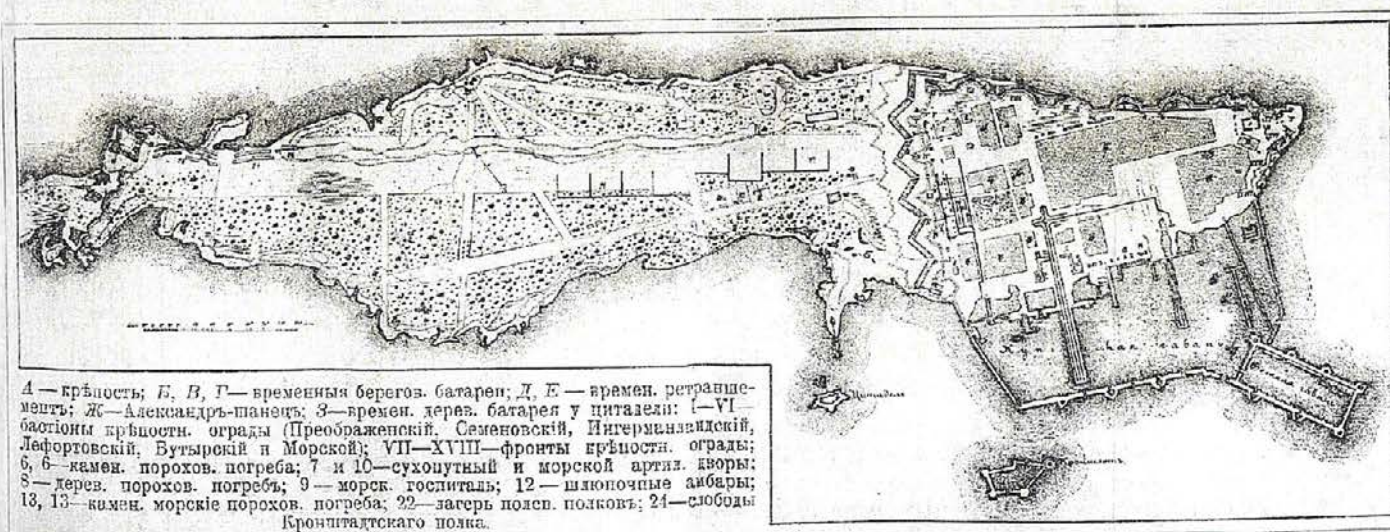 А — крѣпость; Б, В, Г — временныя берегов. батареи; Д, Е — времен. ретранше-
ментъ; Ж — Александръ-шанецъ; З — времен. дерев. батарея у цитадели: I—VI
бастіоны крѣпостн. ограды (Преображенскій, Семеновскій, Ингерманландскій,
Лефортовскій, Бутырскій и Морской); VII—XVIII — фронты крѣпостн. ограды;
6, 6 — камен. порохов. погреба; 7 и 10 — сухопутный и морской артил. дворы;
8 — дерев. порохов. погребъ; 9 — морск. госпиталь; 12 — шлюпочные анбары;
13, 13 — камен. морскіе порохов. погреба; 22 — лагерь полев. полковъ; 24 — слободы
Кронштадтскаго полка.
Цитадель